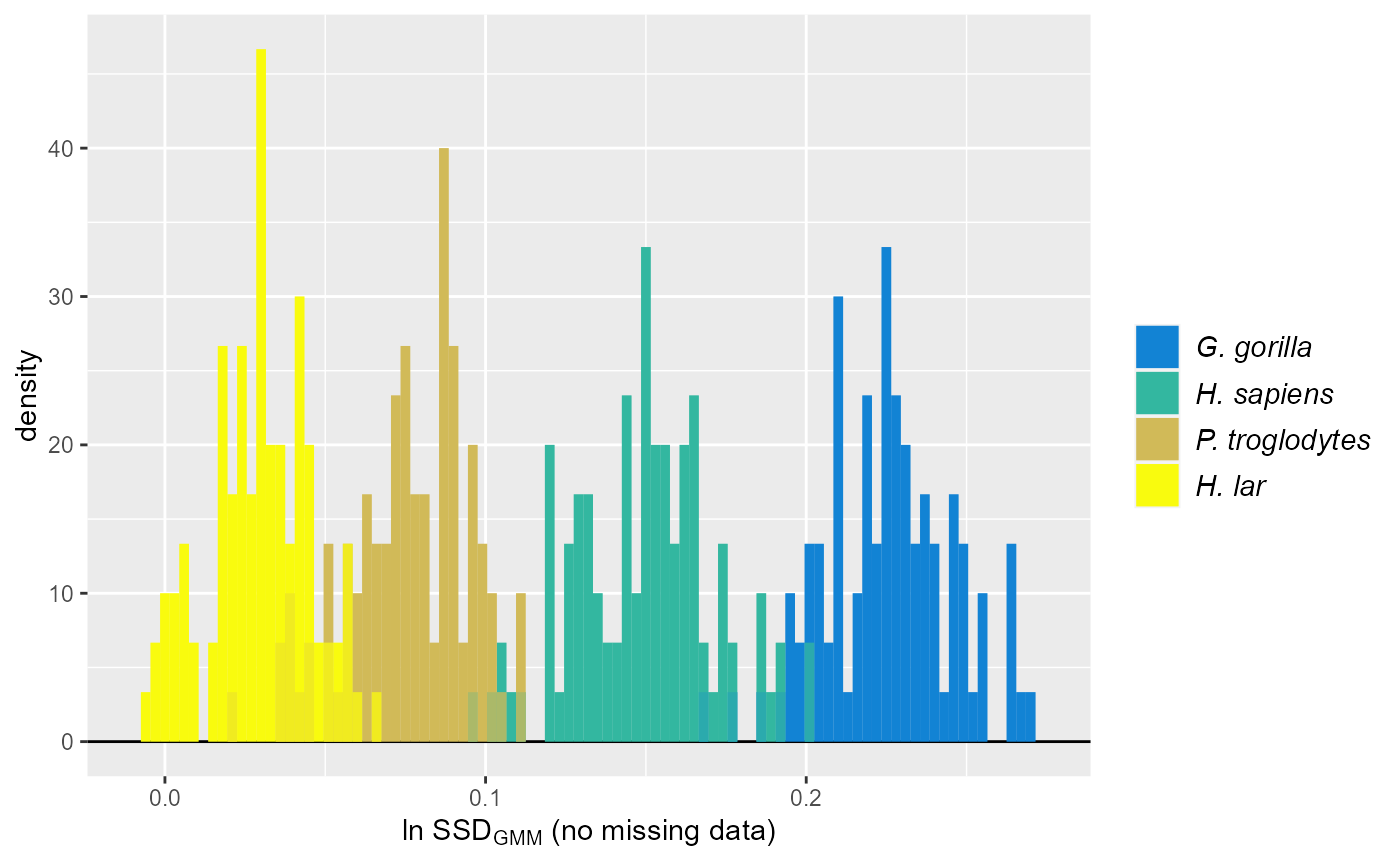 40
30
20
10
0
density
0.0
0.1
0.2
ln SSDGMM (no missing data)
G. gorilla
H. sapiens
P. troglodytes
H. lar